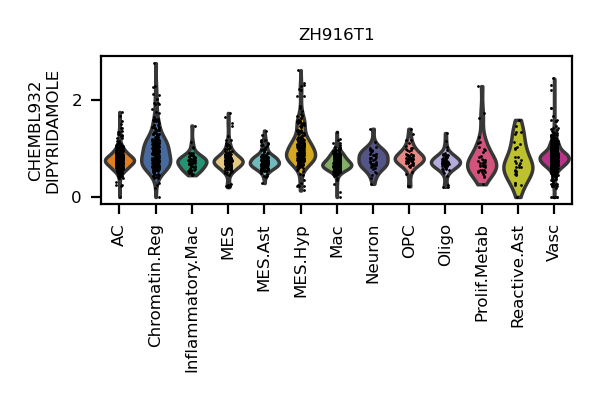 ZH916T1
CHEMBL932
DIPYRIDAMOLE
2
0
AC
Chromatin.Reg
Inflammatory.Mac
MES
MES.Ast
MES.Hyp
Mac
Neuron
OPC
Oligo
Prolif.Metab
Reactive.Ast
Vasc